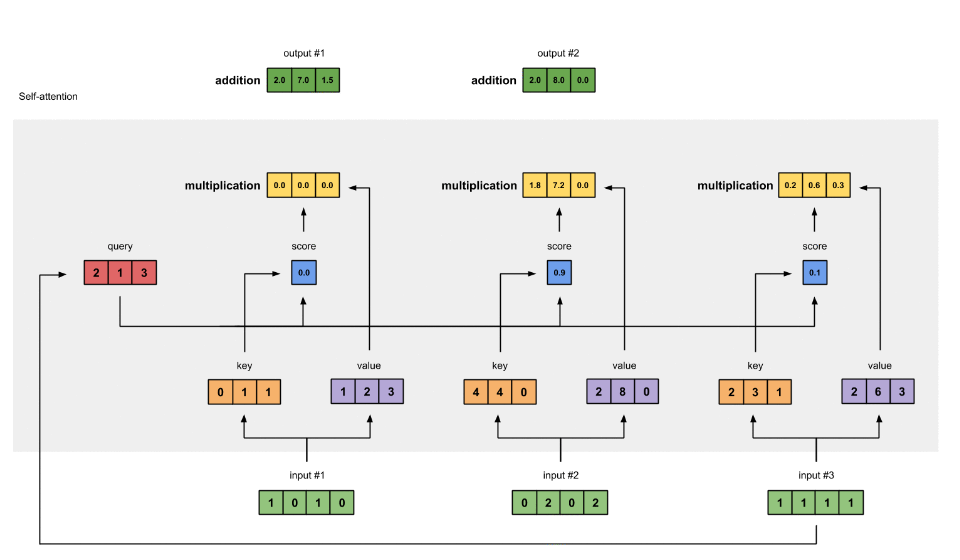 output #1 output #2
addition 2.0 7.0 1.5 addition 2.0 8.0 0.0
Self-attention
multiplication 0.0 0.0 0.0 multiplication 1.8 7.2 0.0 multiplication 0.2 0.6 0.3
query score score score
2 1 3 0.0 0.9 0.1
key value key value key value
0 1 1 1 2 3 4 4 0 2 8 0 2 3 1 2 6 3
input #1 input #2 input #3
1 0 1 0 0 2 0 2 1 1 1 1